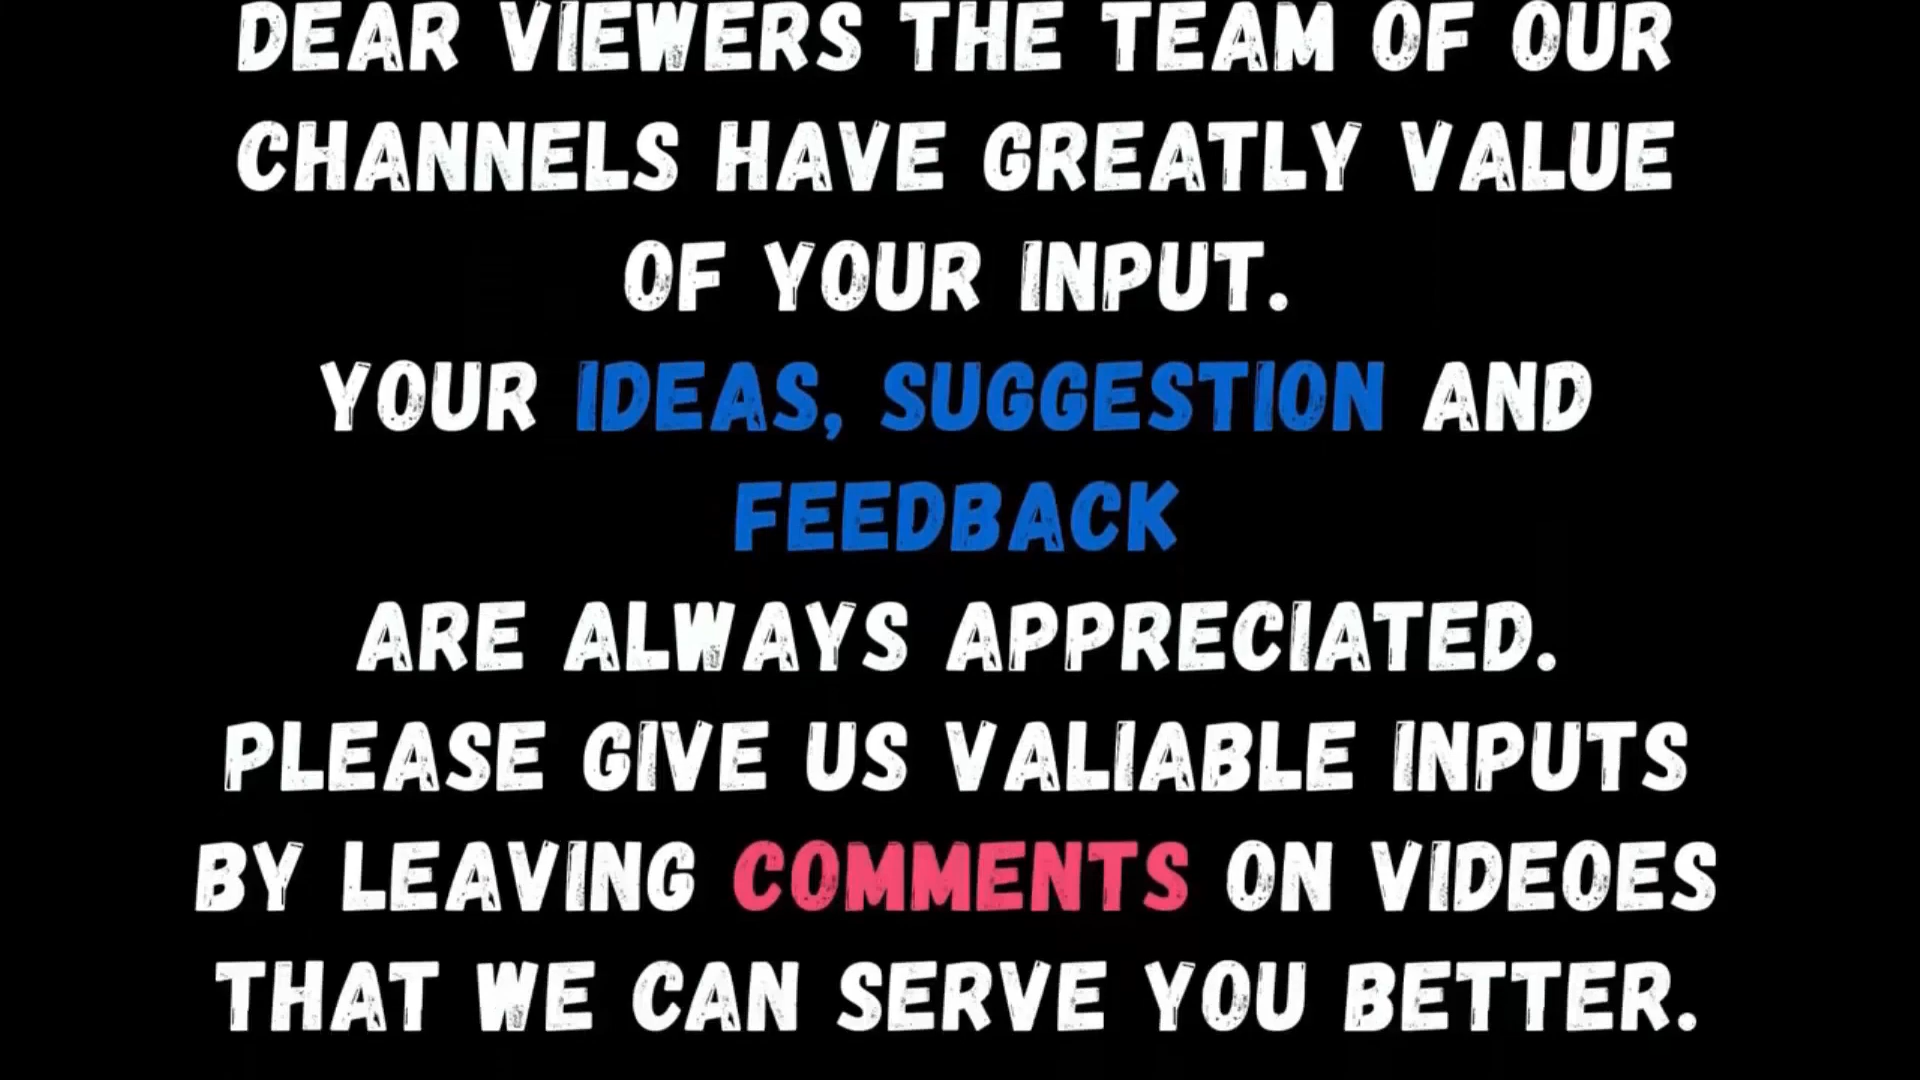 DEAR VIEWERS THE TEAM OF OUR
CHANNELS HAVE GREATLY VALUE
OF YOUR INPUT.
YOUR IDEAS, SUGGESTION AND
FEEDBACK
ARE ALWAYS APPRECIATED.
PLEASE GIVE US VALIABLE INPUTS
BY LEAVING COMMENTS ON VIDEOES
THAT WE CAN SERVE YOU BETTER.